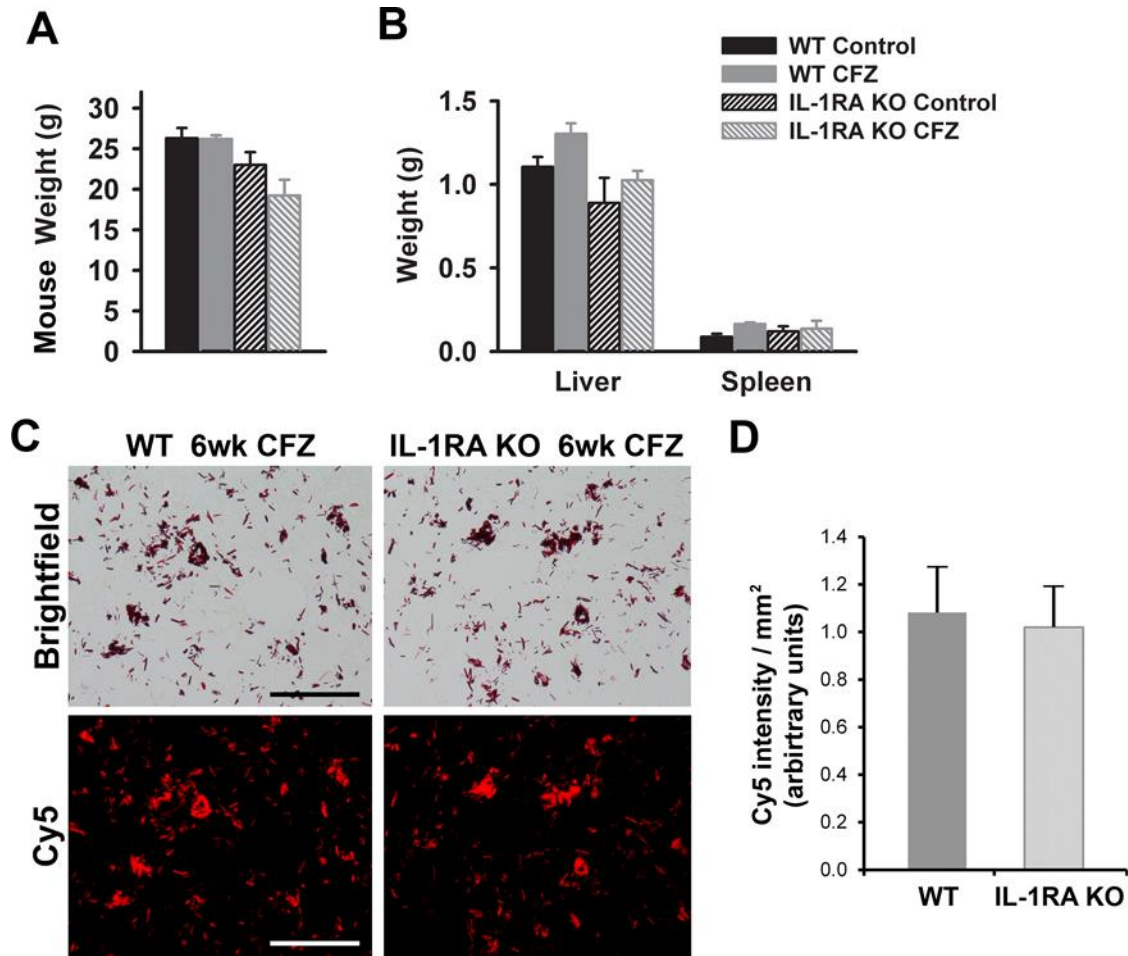 A
Mouse Weight (g)
30
25
20
15
10
5
0
B
Weight (g)
1.5
1.0
0.5
0.0
Liver Spleen
WT Control
WT CFZ
IL-1RA KO Control
IL-1RA KO CFZ
C
WT 6wk CFZ
IL-1RA KO 6wk CFZ
Brightfield
Cy5
D
Cy5 intensity / mm²
(arbirtrary units)
1.4
1.2
1.0
0.8
0.6
0.4
0.2
0.0
WT IL-1RA KO